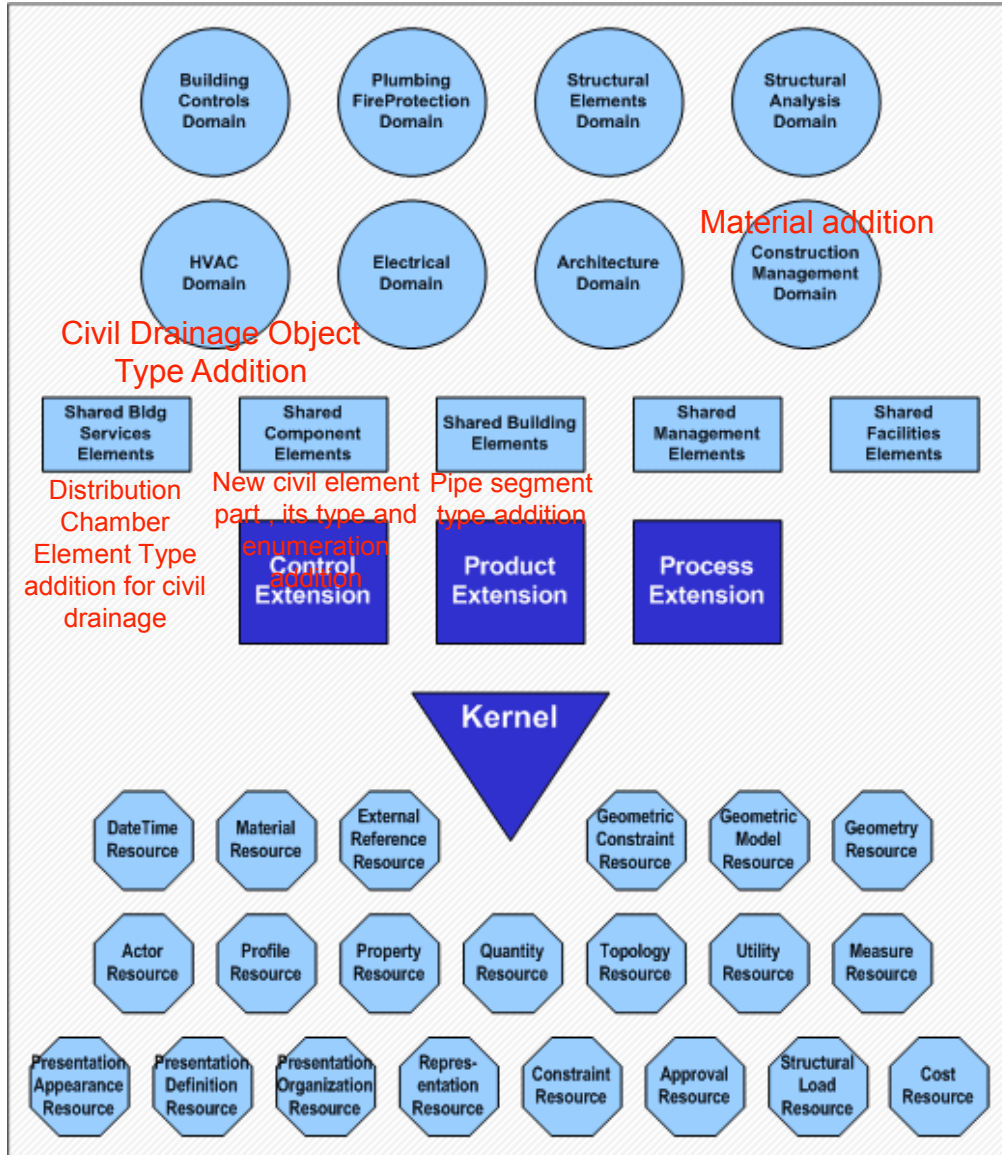 Building
Controls
Domain
Plumbing
FireProtection
Domain
Structural
Elements
Domain
Structural
Analysis
Domain
HVAC
Domain
Electrical
Domain
Architecture
Domain
Material addition
Construction
Management
Domain
Civil Drainage Object
Type Addition
Shared Bldg
Services
Elements
Shared
Component
Elements
Shared Building
Elements
Shared
Management
Elements
Shared
Facilities
Elements
Distribution
Chamber
Element Type
addition for civil
drainage
New civil element
part , its type and
enumeration
addition
Pipe segment
type addition
Control
Extension
Product
Extension
Process
Extension
Kernel
DateTime
Resource
Material
Resource
External
Reference
Resource
Geometric
Constraint
Resource
Geometric
Model
Resource
Geometry
Resource
Actor
Resource
Profile
Resource
Property
Resource
Quantity
Resource
Topology
Resource
Utility
Resource
Measure
Resource
Presentation
Appearance
Resource
Presentation
Definition
Resource
Presentation
Organization
Resource
Repres-
entation
Resource
Constraint
Resource
Approval
Resource
Structural
Load
Resource
Cost
Resource